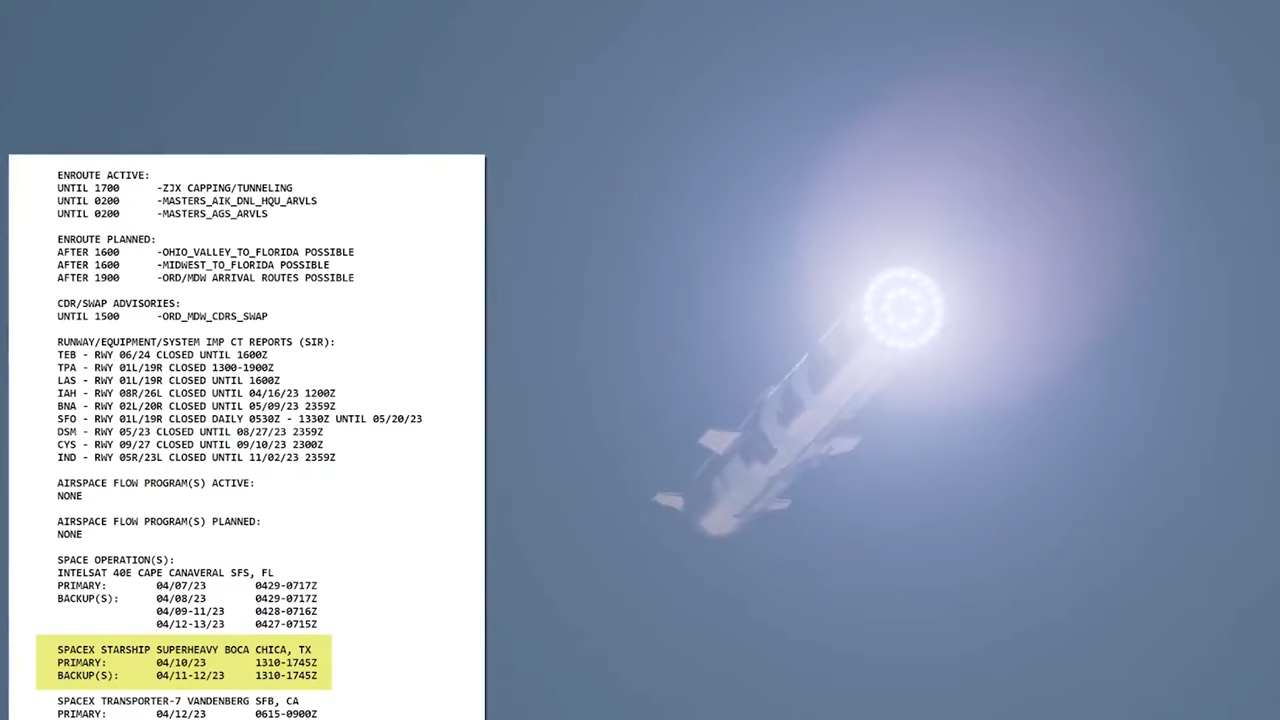 ENROUTE ACTIVE:
UNTIL 1700 -ZJX CAPPING/TUNNELING
UNTIL 0200 -MASTERS_AIK_DNL_HQU_ARVLS
UNTIL 0200 -MASTERS_AGS_ARVLS
ENROUTE PLANNED:
AFTER 1600 -OHIO_VALLEY_TO_FLORIDA POSSIBLE
AFTER 1600 -MIDWEST_TO_FLORIDA POSSIBLE
AFTER 1900 -ORD/MDW ARRIVAL ROUTES POSSIBLE
CDR/SWAP ADVISORIES:
UNTIL 1500 -ORD_MDW_CDRS_SWAP
RUNWAY/EQUIPMENT/SYSTEM IMP CT REPORTS (SIR):
TEB - RWY 06/24 CLOSED UNTIL 1600Z
TPA - RWY 01L/19R CLOSED 1300-1900Z
LAS - RWY 01L/19R CLOSED UNTIL 1600Z
IAH - RWY 08R/26L CLOSED UNTIL 04/16/23 1200Z
BNA - RWY 02L/20R CLOSED UNTIL 05/09/23 2359Z
SFO - RWY 01L/19R CLOSED DAILY 0530Z - 1330Z UNTIL 05/20/23
DSM - RWY 05/23 CLOSED UNTIL 08/27/23 2359Z
CYS - RWY 09/27 CLOSED UNTIL 09/10/23 2300Z
IND - RWY 05R/23L CLOSED UNTIL 11/02/23 2359Z
AIRSPACE FLOW PROGRAM(S) ACTIVE:
NONE
AIRSPACE FLOW PROGRAM(S) PLANNED:
NONE
SPACE OPERATION(S):
INTELSAT 40E CAPE CANAVERAL SFS, FL
PRIMARY: 04/07/23 0429-0717Z
BACKUP(S): 04/08/23 0429-0717Z
04/09-11/23 0428-0716Z
04/12-13/23 0427-0715Z
SPACEX STARSHIP SUPERHEAVY BOCA CHICA, TX
PRIMARY: 04/10/23 1310-1745Z
BACKUP(S): 04/11-12/23 1310-1745Z
SPACEX TRANSPORTER-7 VANDENBERG SFB, CA
PRIMARY: 04/12/23 0615-0900Z